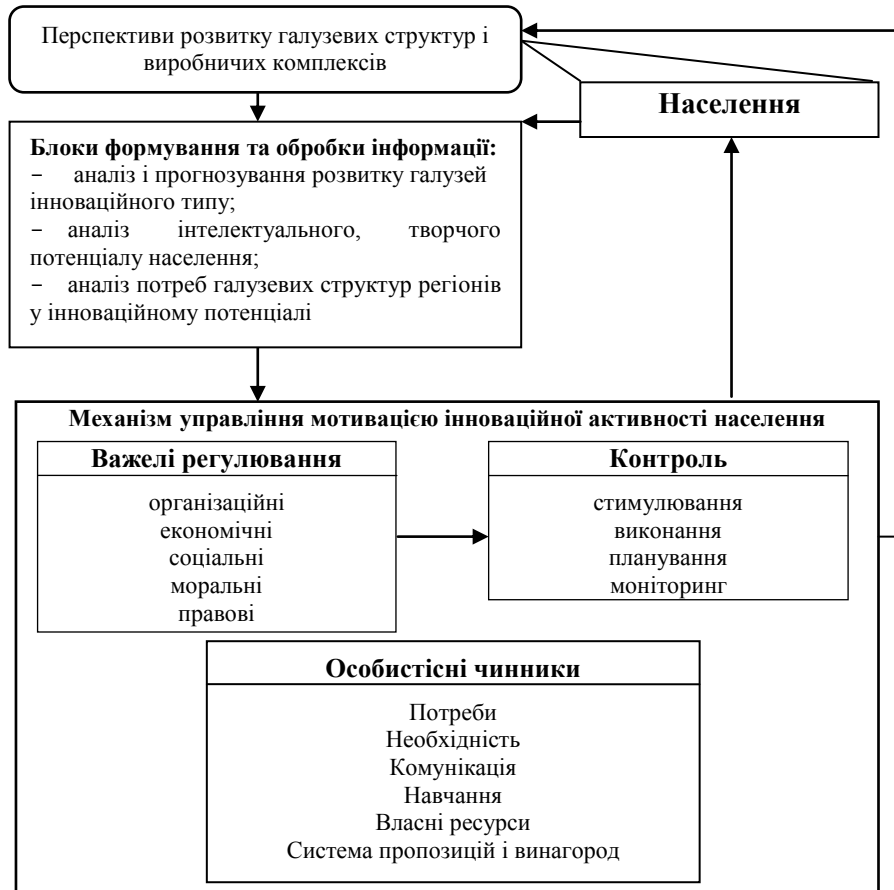 Перспективи розвитку галузевих структур і
виробничих комплексів
Населення
Блоки формування та обробки інформації:
− аналіз і прогнозування розвитку галузей
інноваційного типу;
− аналіз інтелектуального, творчого
потенціалу населення;
− аналіз потреб галузевих структур регіонів
у інноваційному потенціалі
Механізм управління мотивацією інноваційної активності населення
Важелі регулювання
організаційні
економічні
соціальні
моральні
правові
Контроль
стимулювання
виконання
планування
моніторинг
Особистісні чинники
Потреби
Необхідність
Комунікація
Навчання
Власні ресурси
Система пропозицій і винагород